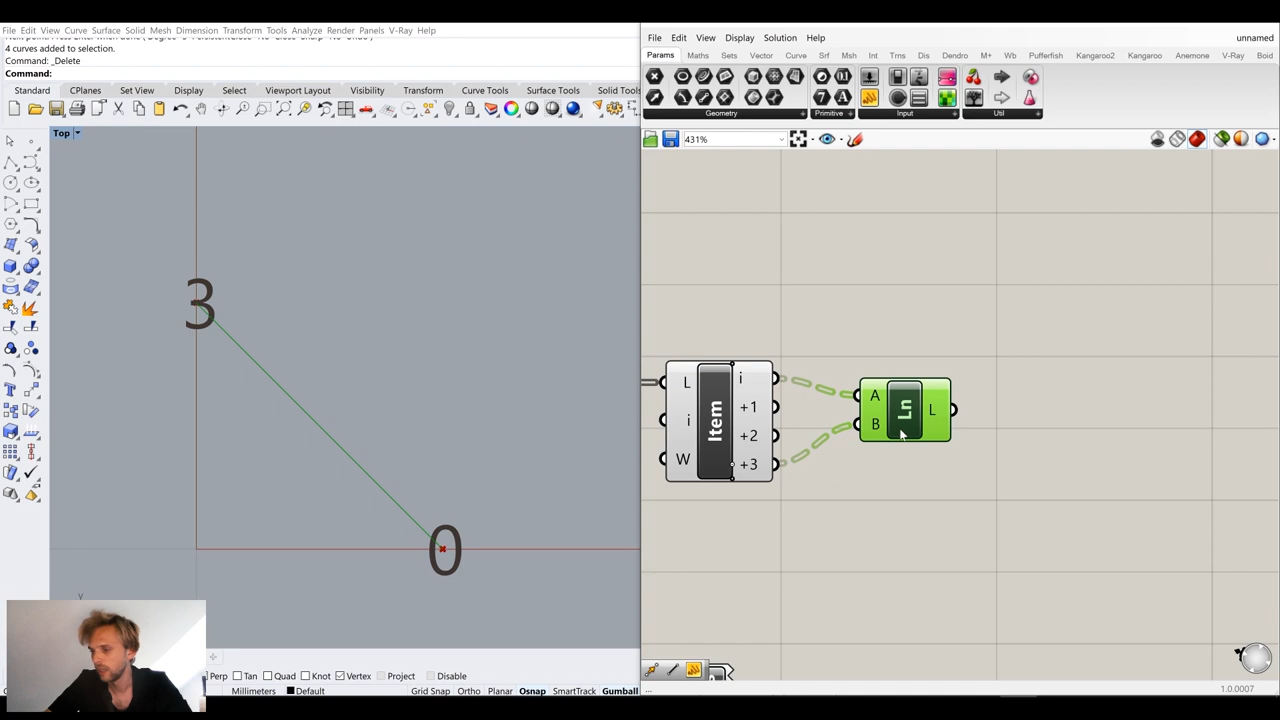 File Edit View Curve Surface Solid Mesh Dimension Transform Tools Analyze Render Panels V-Ray Help
4 curves added to selection.
Command: _Delete
Command:
Standard CPlanes Set View Display Select Viewport Layout Visibility Transform Curve Tools Surface Tools Solid Tools
Top
3
0
y
Perp Tan Quad Knot Vertex Project Disable
Millimeters Default Grid Snap Ortho Planar Osnap SmartTrack Gumball
File Edit View Display Solution Help unnamed
Params Maths Sets Vector Curve Srf Msh Int Trns Dis Dendro M+ Wb Pufferfish Kangaroo2 Kangaroo Anemone V-Ray Boid
Geometry Primitive Input Util
431%
L i W Item i +1 +2 +3
A B Ln L
...
1.0.0007